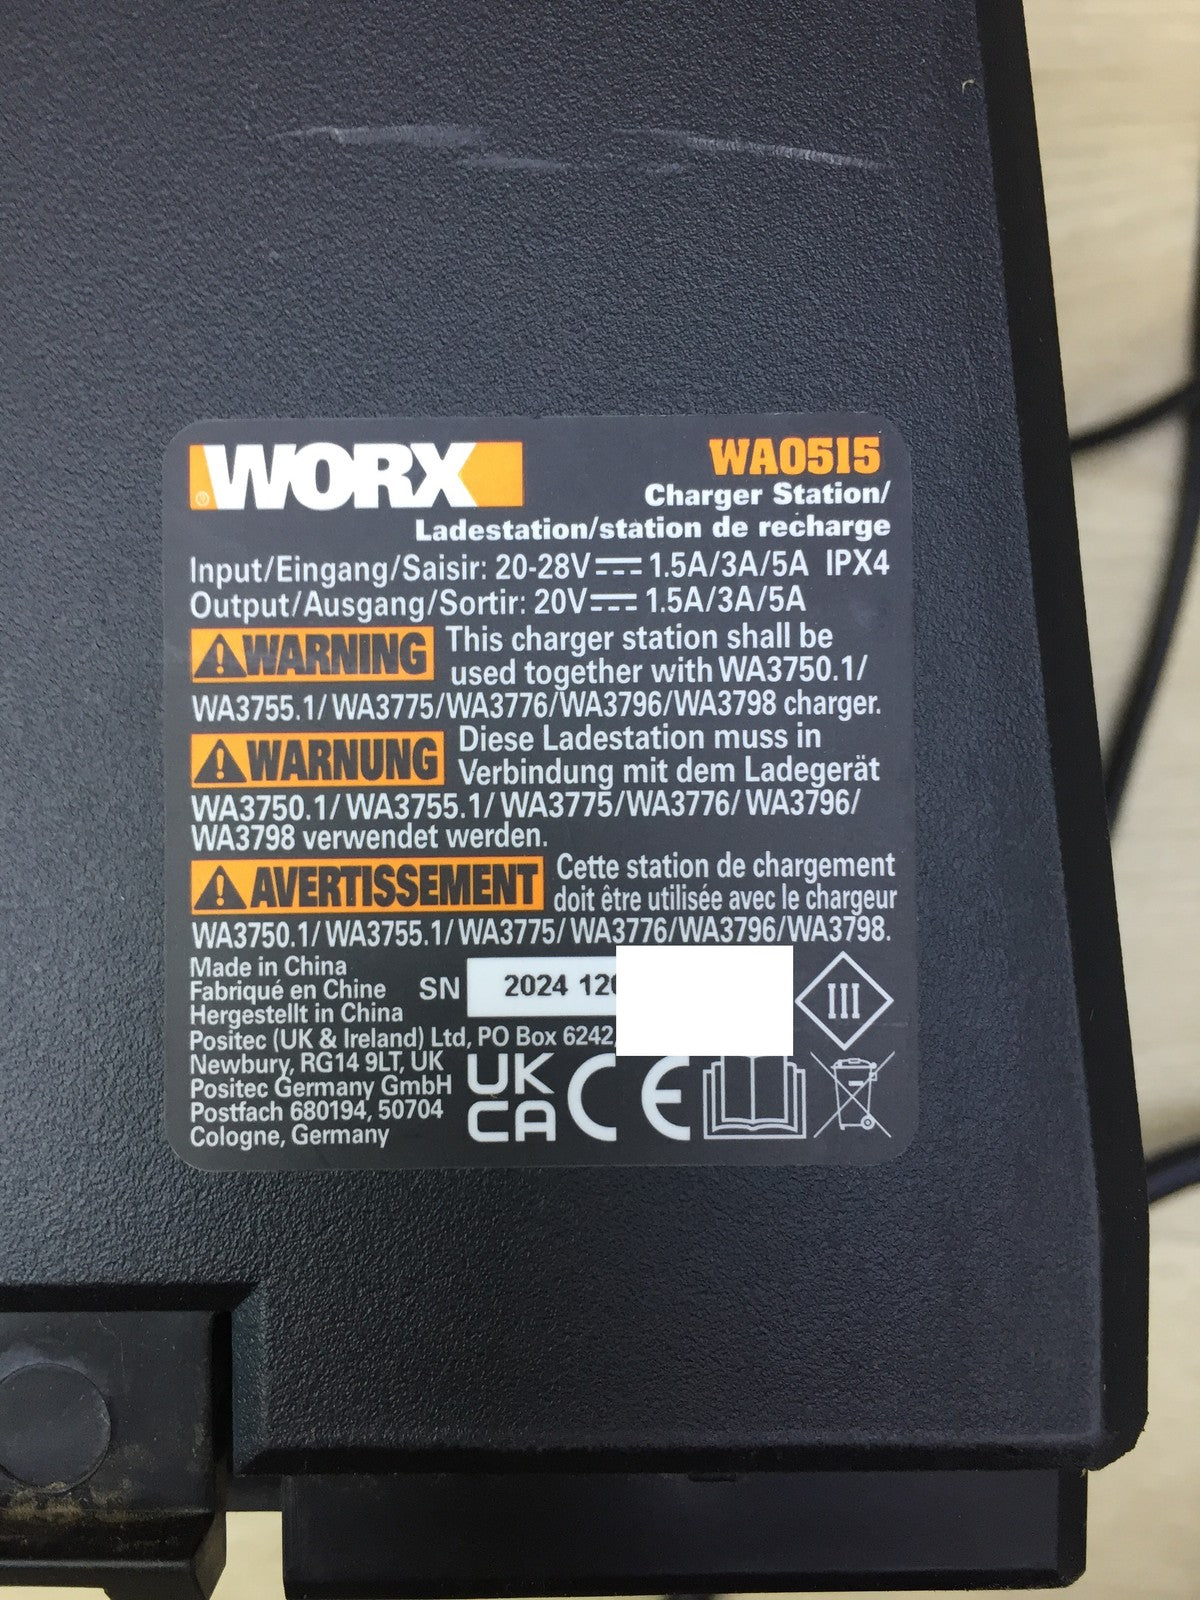 WORX
WA0515
Charger Station/
Ladestation/station de recharge
Input/Eingang/Saisir: 20-28V⎓1.5A/3A/5A IPX4
Output/Ausgang/Sortir: 20V⎓1.5A/3A/5A
WARNING This charger station shall be
used together with WA3750.1/
WA3755.1/WA3775/WA3776/WA3796/WA3798 charger.
WARNUNG Diese Ladestation muss in
Verbindung mit dem Ladegerät
WA3750.1/WA3755.1/WA3775/WA3776/WA3796/
WA3798 verwendet werden.
AVERTISSEMENT Cette station de chargement
doit être utilisée avec le chargeur
WA3750.1/WA3755.1/WA3775/WA3776/WA3796/WA3798.
Made in China
Fabriqué en Chine
Hergestellt in China
SN 2024 12
III
Positec (UK & Ireland) Ltd, PO Box 6242,
Newbury, RG14 9LT, UK
Positec Germany GmbH
Postfach 680194, 50704
Cologne, Germany
UK
CA
CE